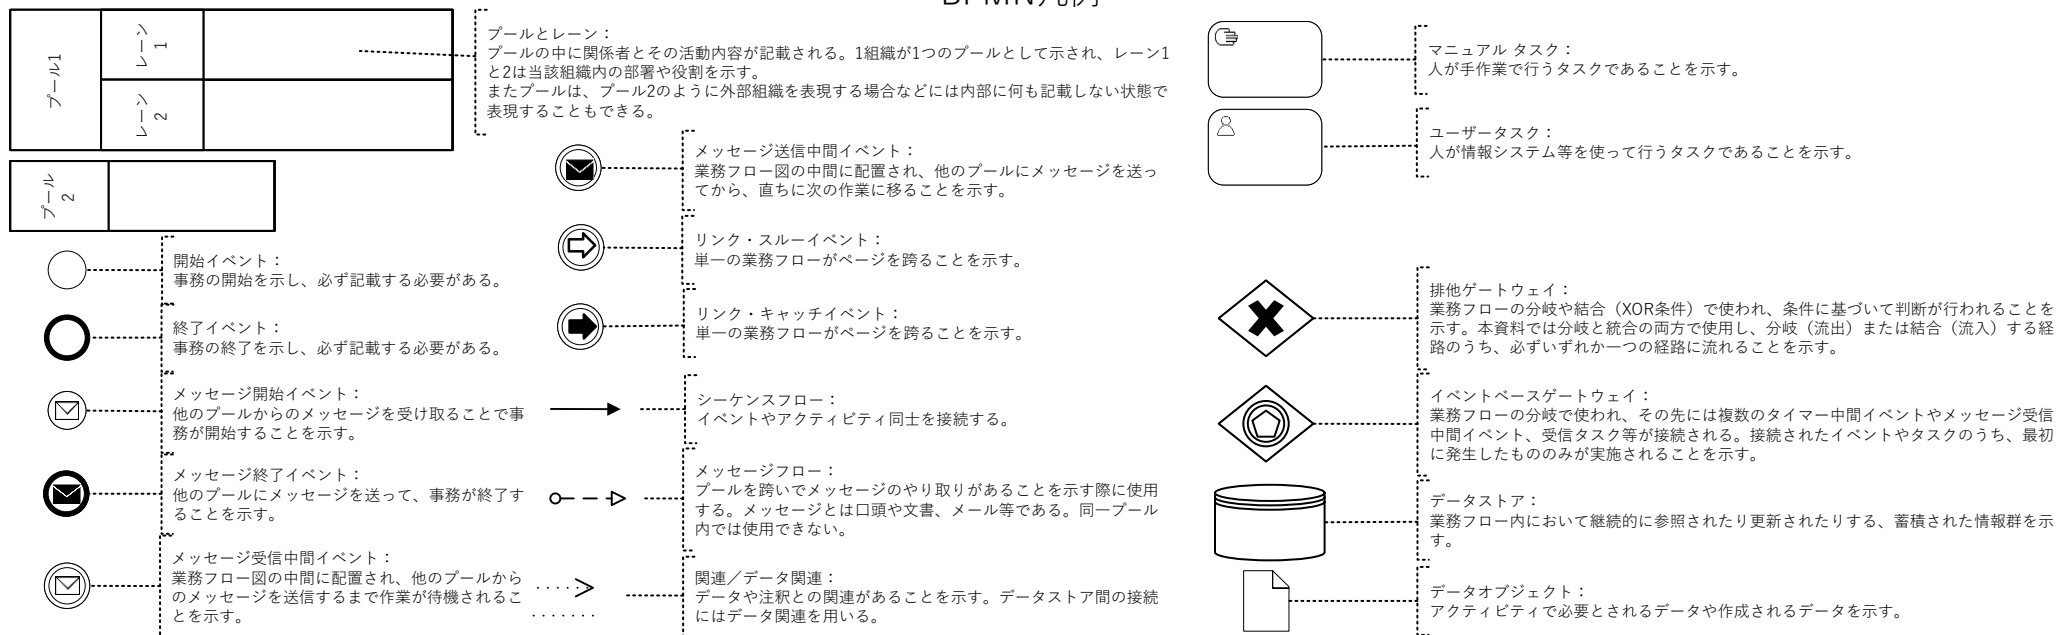 BPMN凡例
プール1
レーン1
レーン2
プール2
プールとレーン：
プールの中に関係者とその活動内容が記載される。1組織が1つのプールとして示され、レーン1
と2は当該組織内の部署や役割を示す。
またプールは、プール2のように外部組織を表現する場合などには内部に何も記載しない状態で
表現することもできる。
開始イベント：
事務の開始を示し、必ず記載する必要がある。
終了イベント：
事務の終了を示し、必ず記載する必要がある。
メッセージ開始イベント：
他のプールからのメッセージを受け取ることで事
務が開始することを示す。
メッセージ終了イベント：
他のプールにメッセージを送って、事務が終了す
ることを示す。
メッセージ受信中間イベント：
業務フロー図の中間に配置され、他のプールから
のメッセージを送信するまで作業が待機されるこ
とを示す。
メッセージ送信中間イベント：
業務フロー図の中間に配置され、他のプールにメッセージを送っ
てから、直ちに次の作業に移ることを示す。
リンク・スルーイベント：
単一の業務フローがページを跨ることを示す。
リンク・キャッチイベント：
単一の業務フローがページを跨ることを示す。
シーケンスフロー：
イベントやアクティビティ同士を接続する。
メッセージフロー：
プールを跨いでメッセージのやり取りがあることを示す際に使用
する。メッセージとは口頭や文書、メール等である。同一プール
内では使用できない。
関連／データ関連：
データや注釈との関連があることを示す。データストア間の接続
にはデータ関連を用いる。
マニュアル タスク：
人が手作業で行うタスクであることを示す。
ユーザータスク：
人が情報システム等を使って行うタスクであることを示す。
排他ゲートウェイ：
業務フローの分岐や結合（XOR条件）で使われ、条件に基づいて判断が行われることを
示す。本資料では分岐と統合の両方で使用し、分岐（流出）または結合（流入）する経
路のうち、必ずいずれか一つの経路に流れることを示す。
イベントベースゲートウェイ：
業務フローの分岐で使われ、その先には複数のタイマー中間イベントやメッセージ受信
中間イベント、受信タスク等が接続される。接続されたイベントやタスクのうち、最初
に発生したもののみが実施されることを示す。
データストア：
業務フロー内において継続的に参照されたり更新されたりする、蓄積された情報群を示
す。
データオブジェクト：
アクティビティで必要とされるデータや作成されるデータを示す。